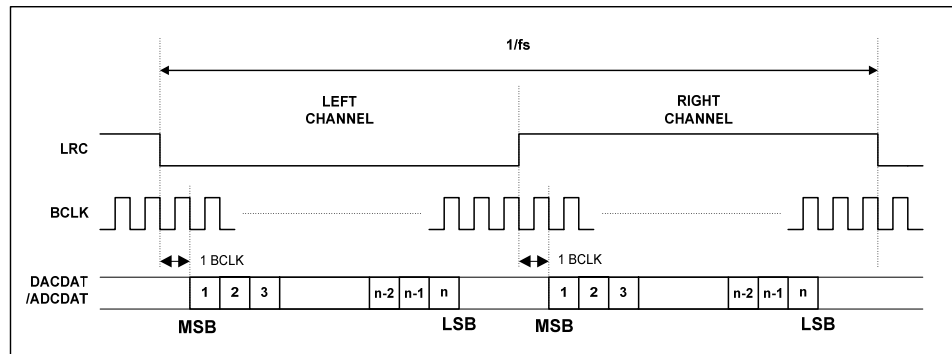 1/fs
LEFT
CHANNEL
RIGHT
CHANNEL
LRC
BCLK
1 BCLK
1 BCLK
DACDAT
/ADCDAT
1 2 3 n-2 n-1 n 1 2 3 n-2 n-1 n
MSB LSB MSB LSB